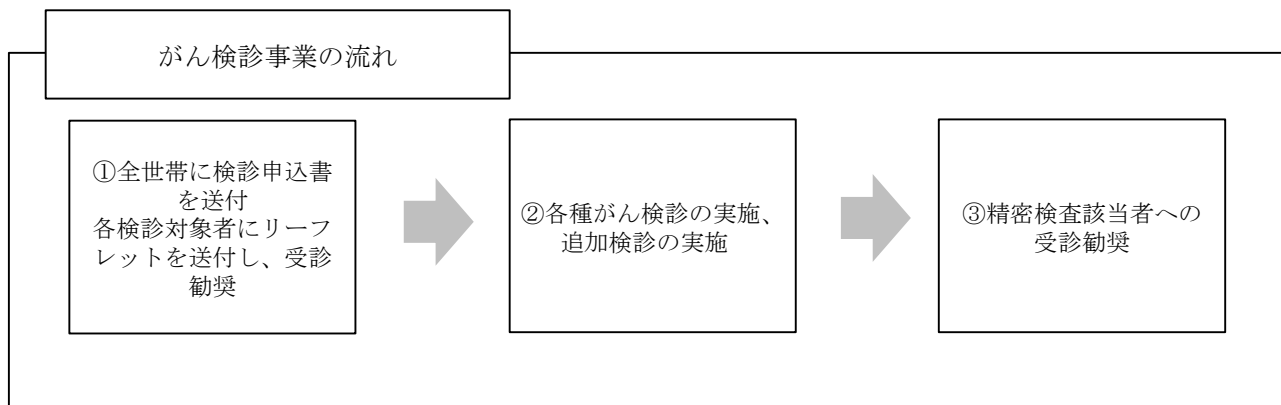 がん検診事業の流れ
①全世帯に検診申込書
を送付
各検診対象者にリーフ
レットを送付し、受診
勧奨
②各種がん検診の実施、
追加検診の実施
③精密検査該当者への
受診勧奨